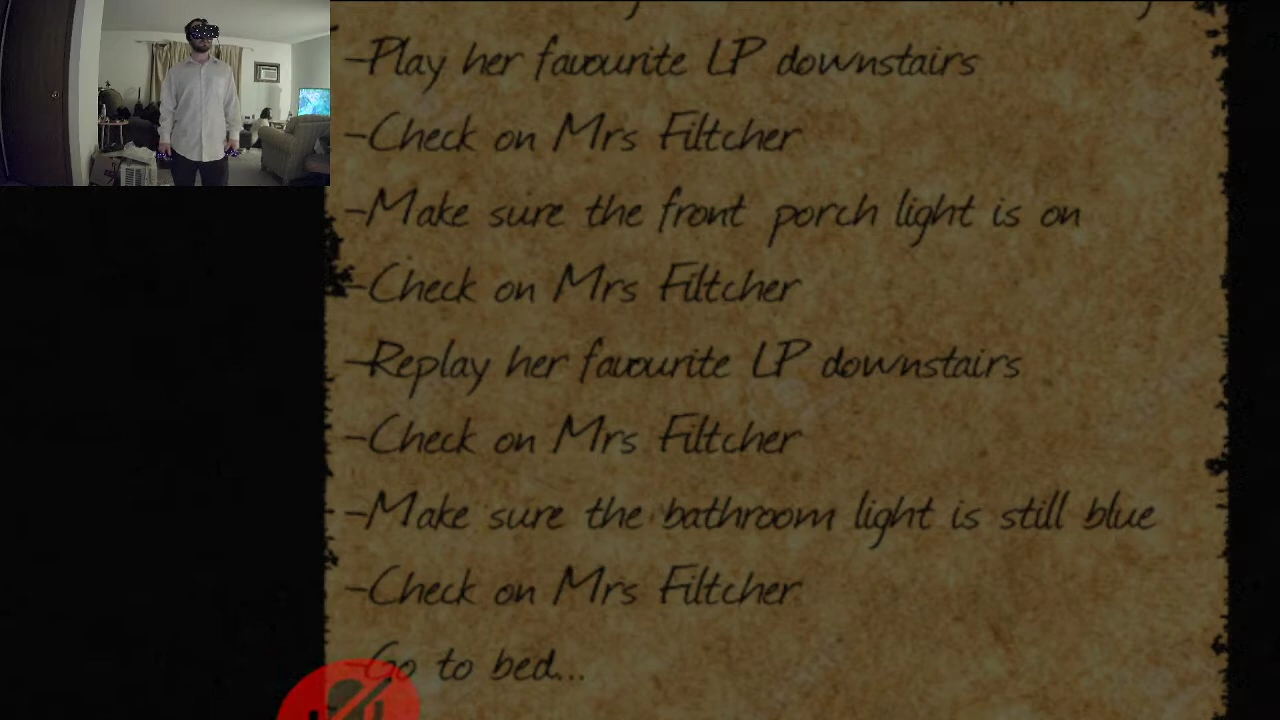 -Play her favourite LP downstairs
-Check on Mrs Filtcher
-Make sure the front porch light is on
-Check on Mrs Filtcher
-Replay her favourite LP downstairs
-Check on Mrs Filtcher
-Make sure the bathroom light is still blue
-Check on Mrs Filtcher
-Go to bed...